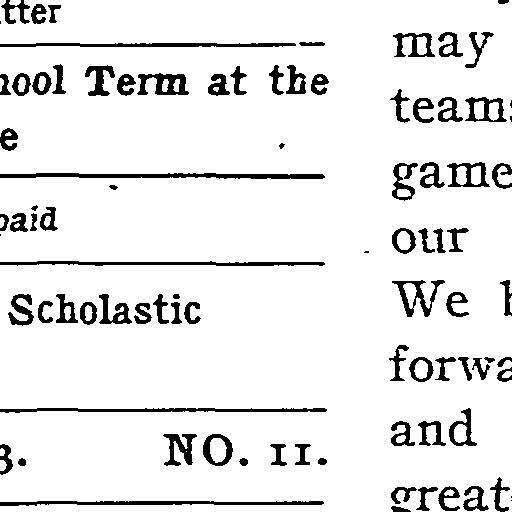 tter
hool Term at the
e
paid
Scholastic
3. NO. 11.
may
teams
game
our
We b
forwa
and
great